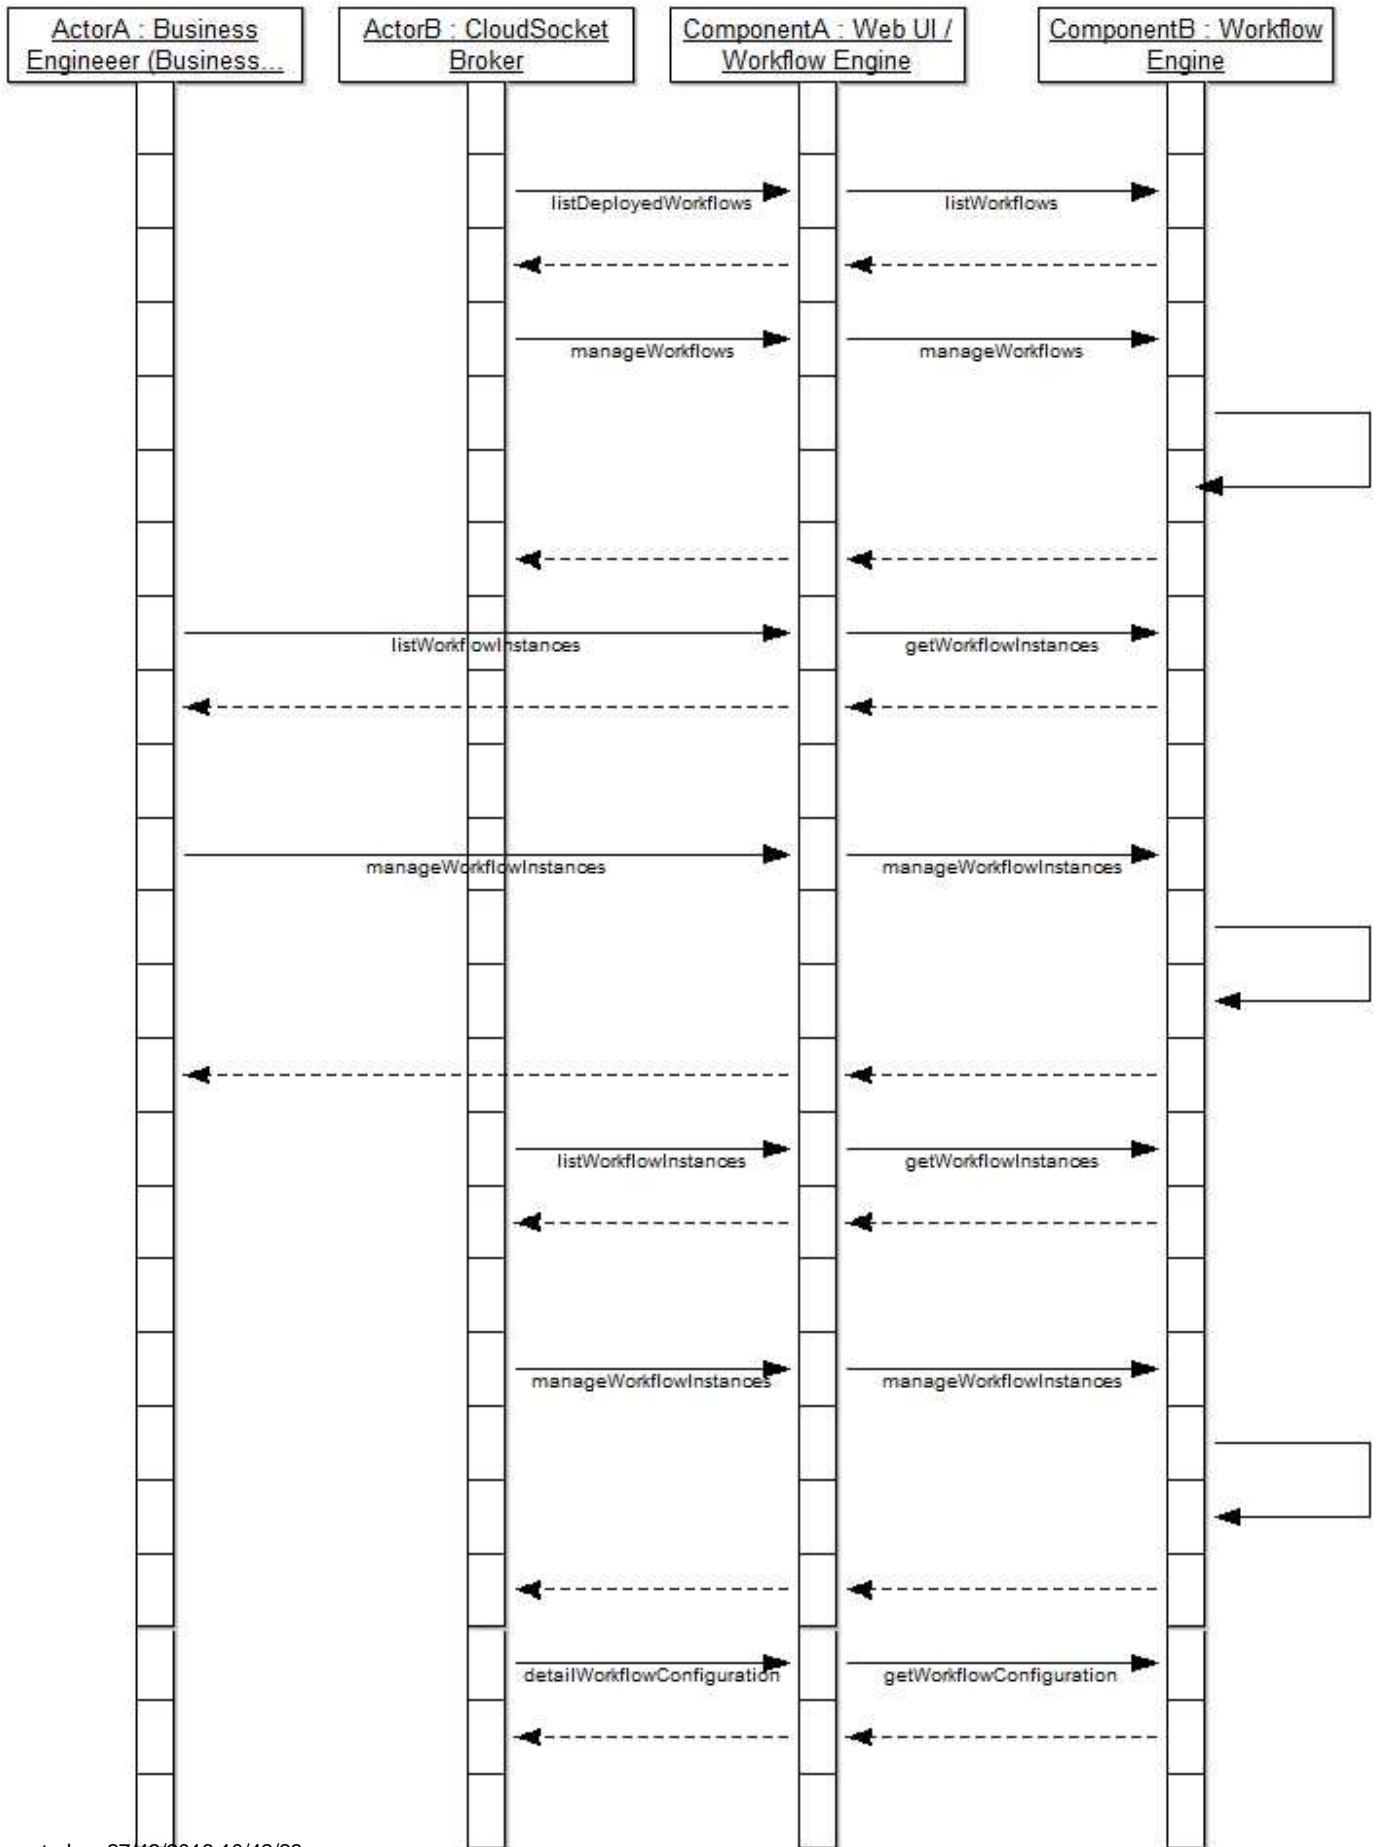 ActorA : Business
Engineeer (Business...
ActorB : CloudSocket
Broker
ComponentA : Web UI /
Workflow Engine
ComponentB : Workflow
Engine
listDeployedWorkflows
listWorkflows
manageWorkflows
manageWorkflows
listWorkflowInstances
getWorkflowInstances
manageWorkflowInstances
manageWorkflowInstances
listWorkflowInstances
getWorkflowInstances
manageWorkflowInstances
manageWorkflowInstances
detailWorkflowConfiguration
getWorkflowConfiguration